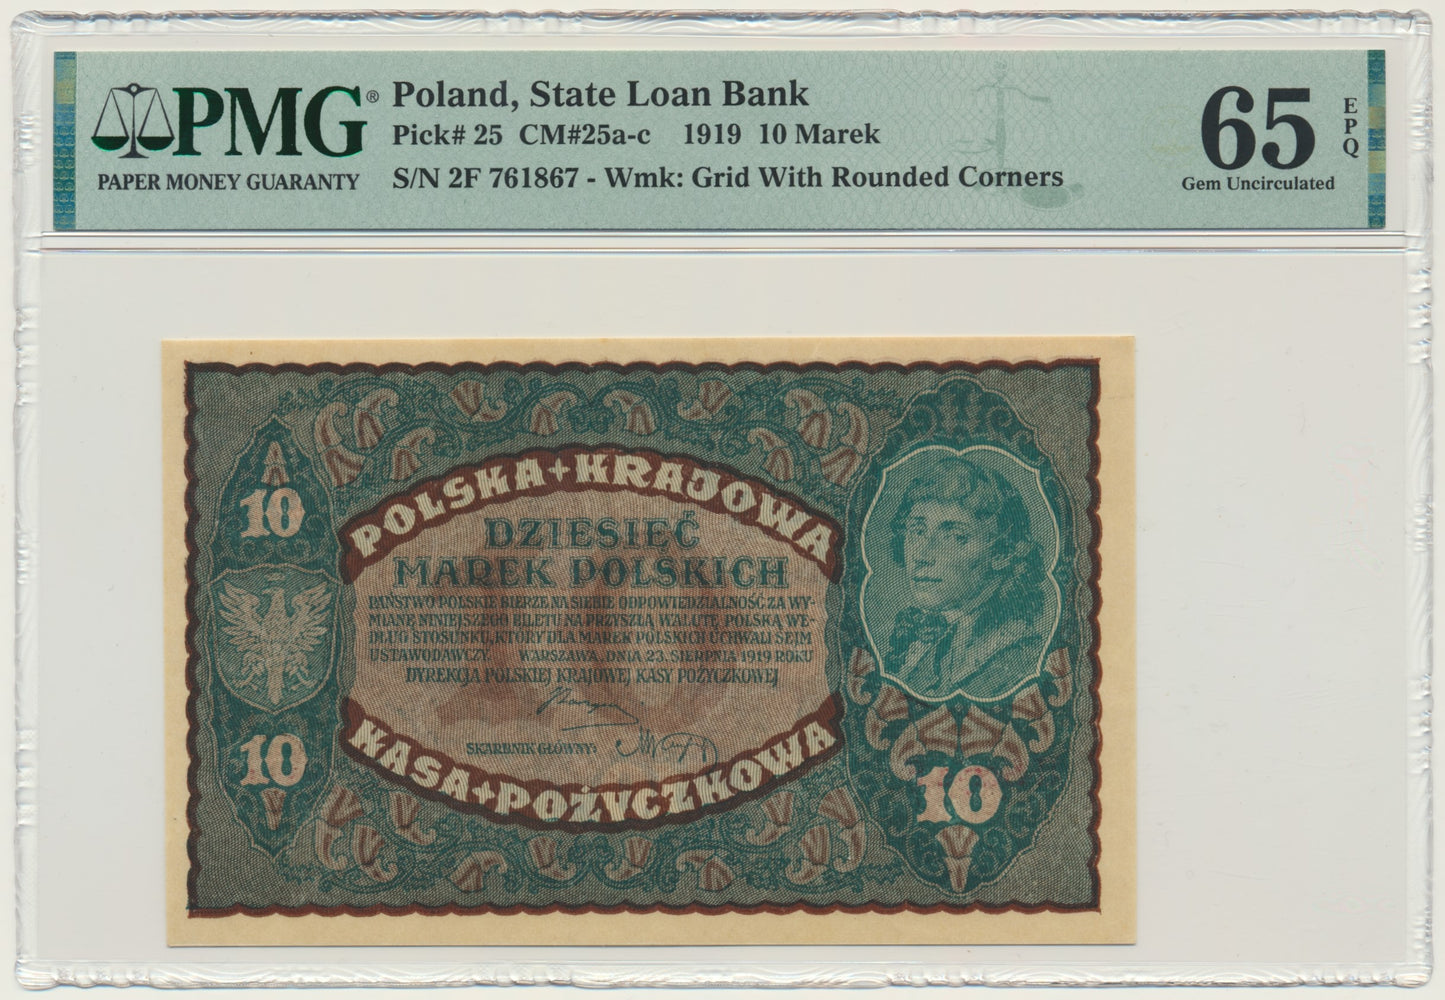 PMG®
PAPER MONEY GUARANTY
Poland, State Loan Bank
Pick# 25 CM#25a-c 1919 10 Marek
S/N 2F 761867 - Wmk: Grid With Rounded Corners
65
EPQ
Gem Uncirculated
10
POLSKA+KRAJOWA
DZIESIĘĆ
MAREK POLSKICH
PAŃSTWO POLSKIE BIERZE NA SIEBIE ODPOWIEDZIALNOŚĆ ZA WY-
MIANĘ NINIEJSZEGO BILETU NA PRZYSZŁĄ WALUTĘ POLSKĄ WE-
DŁUG STOSUNKU, KTÓRY DLA MAREK POLSKICH UCHWALI SEJM
USTAWODAWCZY. WARSZAWA, DNIA 23. SIERPNIA 1919 ROKU
DYREKCJA POLSKIEJ KRAJOWEJ KASY POŻYCZKOWEJ
SKARBNIK GŁÓWNY:
KASA+POŻYCZKOWA
10
10